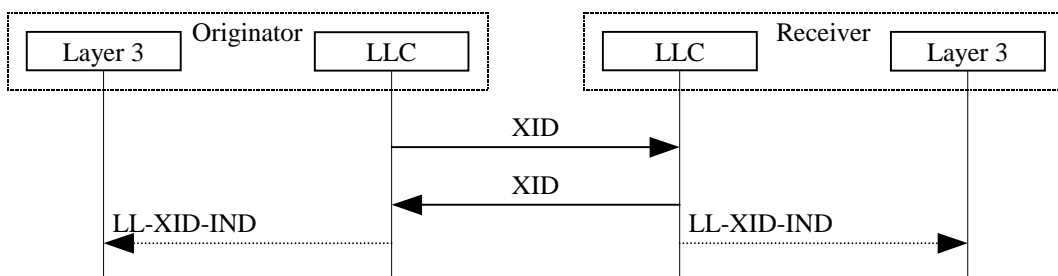 Originator Receiver
Layer 3 LLC LLC Layer 3
XID
XID
LL-XID-IND LL-XID-IND